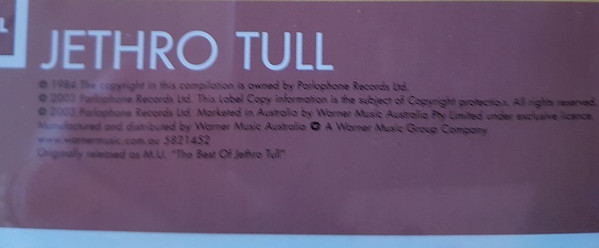 JETHRO TULL
℗ 1984 The copyright in this compilation is owned by Parlophone Records Ltd.
© 2003 Parlophone Records Ltd. This Label Copy information is the subject of Copyright protection. All rights reserved.
© 2003 Parlophone Records Ltd. Marketed in Australia by Warner Music Australia Pty Limited under exclusive licence.
Manufactured and distributed by Warner Music Australia A Warner Music Group Company
www.warnermusic.com.au 5821452
Originally released as M.U. "The Best Of Jethro Tull"